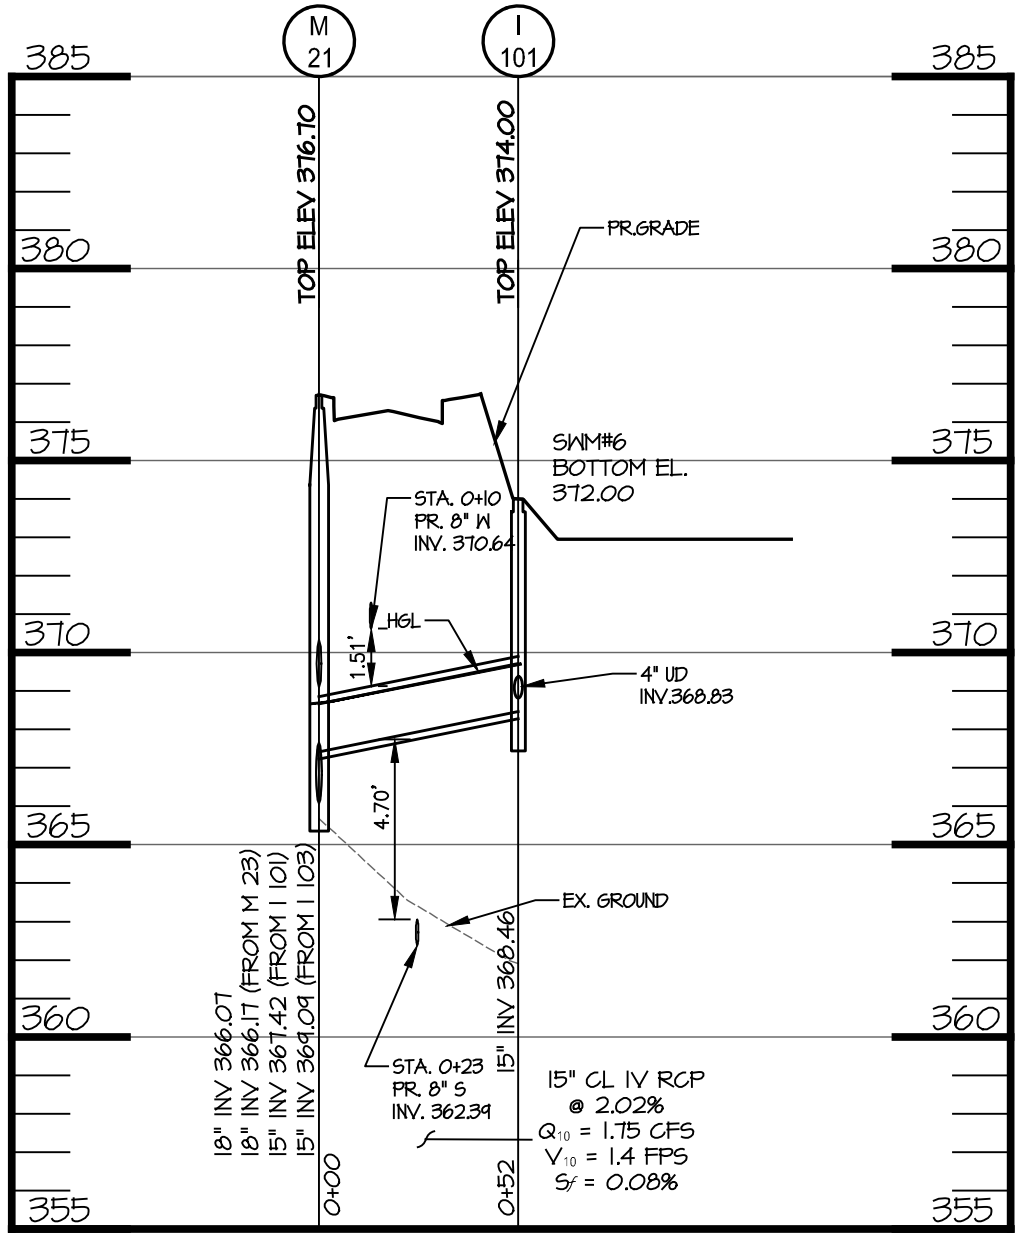 M
21
I
101
385
385
TOP ELEV 376.70
TOP ELEV 374.00
PR.GRADE
380
380
375
375
SWM#6
BOTTOM EL.
372.00
STA. 0+10
PR. 8" W
INV. 370.64
HGL
1.51'
370
370
4" UD
INV.368.83
4.70'
365
365
EX. GROUND
18" INV 366.07
18" INV 366.17 (FROM M 23)
15" INV 367.42 (FROM I 101)
15" INV 369.09 (FROM I 103)
15" INV 368.46
360
360
STA. 0+23
PR. 8" S
INV. 362.39
15" CL IV RCP
@ 2.02%
Q10 = 1.75 CFS
V10 = 1.4 FPS
Sf = 0.08%
0+00
0+52
355
355